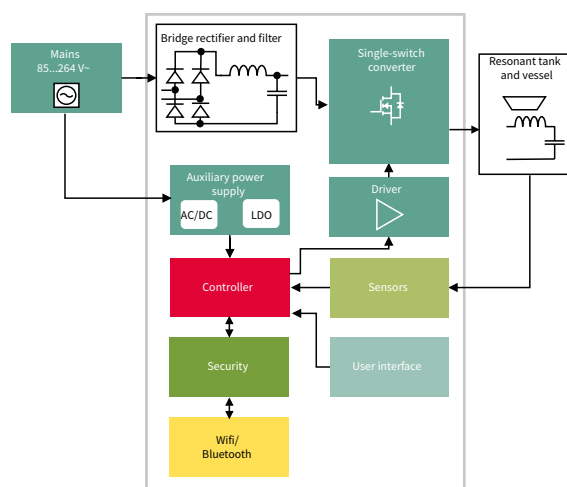 Mains
85...264 V~
Bridge rectifier and filter
Single-switch
converter
Resonant tank
and vessel
Auxiliary power
supply
AC/DC
LDO
Driver
Controller
Sensors
Security
User interface
Wifi/
Bluetooth